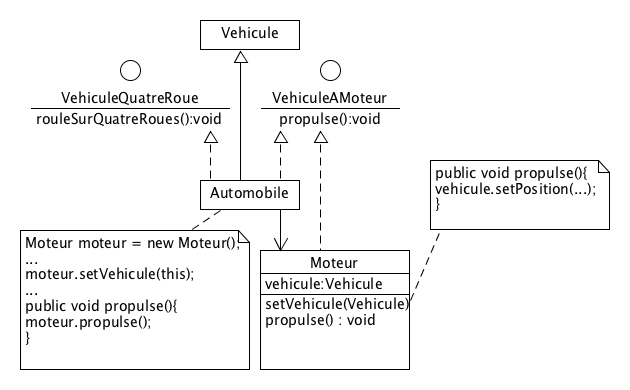 Vehicule
VehiculeQuatreRoue
rouleSurQuatreRoues():void
VehiculeAMoteur
propulse():void
public void propulse(){
vehicule.setPosition(...);
}
Automobile
Moteur moteur = new Moteur();
...
moteur.setVehicule(this);
...
public void propulse(){
moteur.propulse();
}
Moteur
vehicule:Vehicule
setVehicule(Vehicule)
propulse() : void